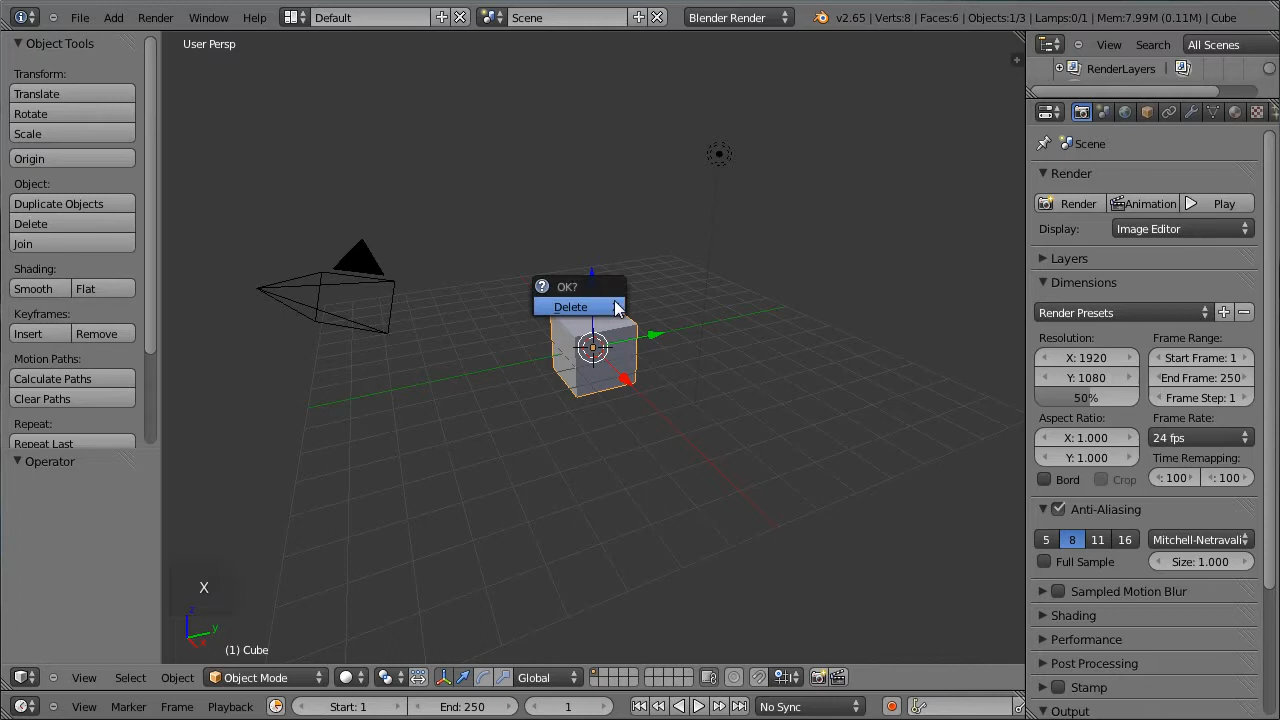 File Add Render Window Help Default Scene Blender Render v2.65 | Verts:8 | Faces:6 | Objects:1/3 | Lamps:0/1 | Mem:7.99M (0.11M) | Cube
Object Tools
Transform:
Translate
Rotate
Scale
Origin
Object:
Duplicate Objects
Delete
Join
Shading:
Smooth Flat
Keyframes:
Insert Remove
Motion Paths:
Calculate Paths
Clear Paths
Repeat:
Repeat Last
Operator
User Persp
OK?
Delete
X
z
y
x
(1) Cube
View Search All Scenes
RenderLayers
Scene
Render
Render Animation Play
Display: Image Editor
Layers
Dimensions
Render Presets
Resolution: Frame Range:
X: 1920 Start Frame: 1
Y: 1080 End Frame: 250
50% Frame Step: 1
Aspect Ratio: Frame Rate:
X: 1.000 24 fps
Y: 1.000 Time Remapping:
Bord Crop : 100 : 100
Anti-Aliasing
5 8 11 16 Mitchell-Netravali
Full Sample Size: 1.000
Sampled Motion Blur
Shading
Performance
Post Processing
Stamp
Output
View Select Object Object Mode Global
View Marker Frame Playback Start: 1 End: 250 1 No Sync